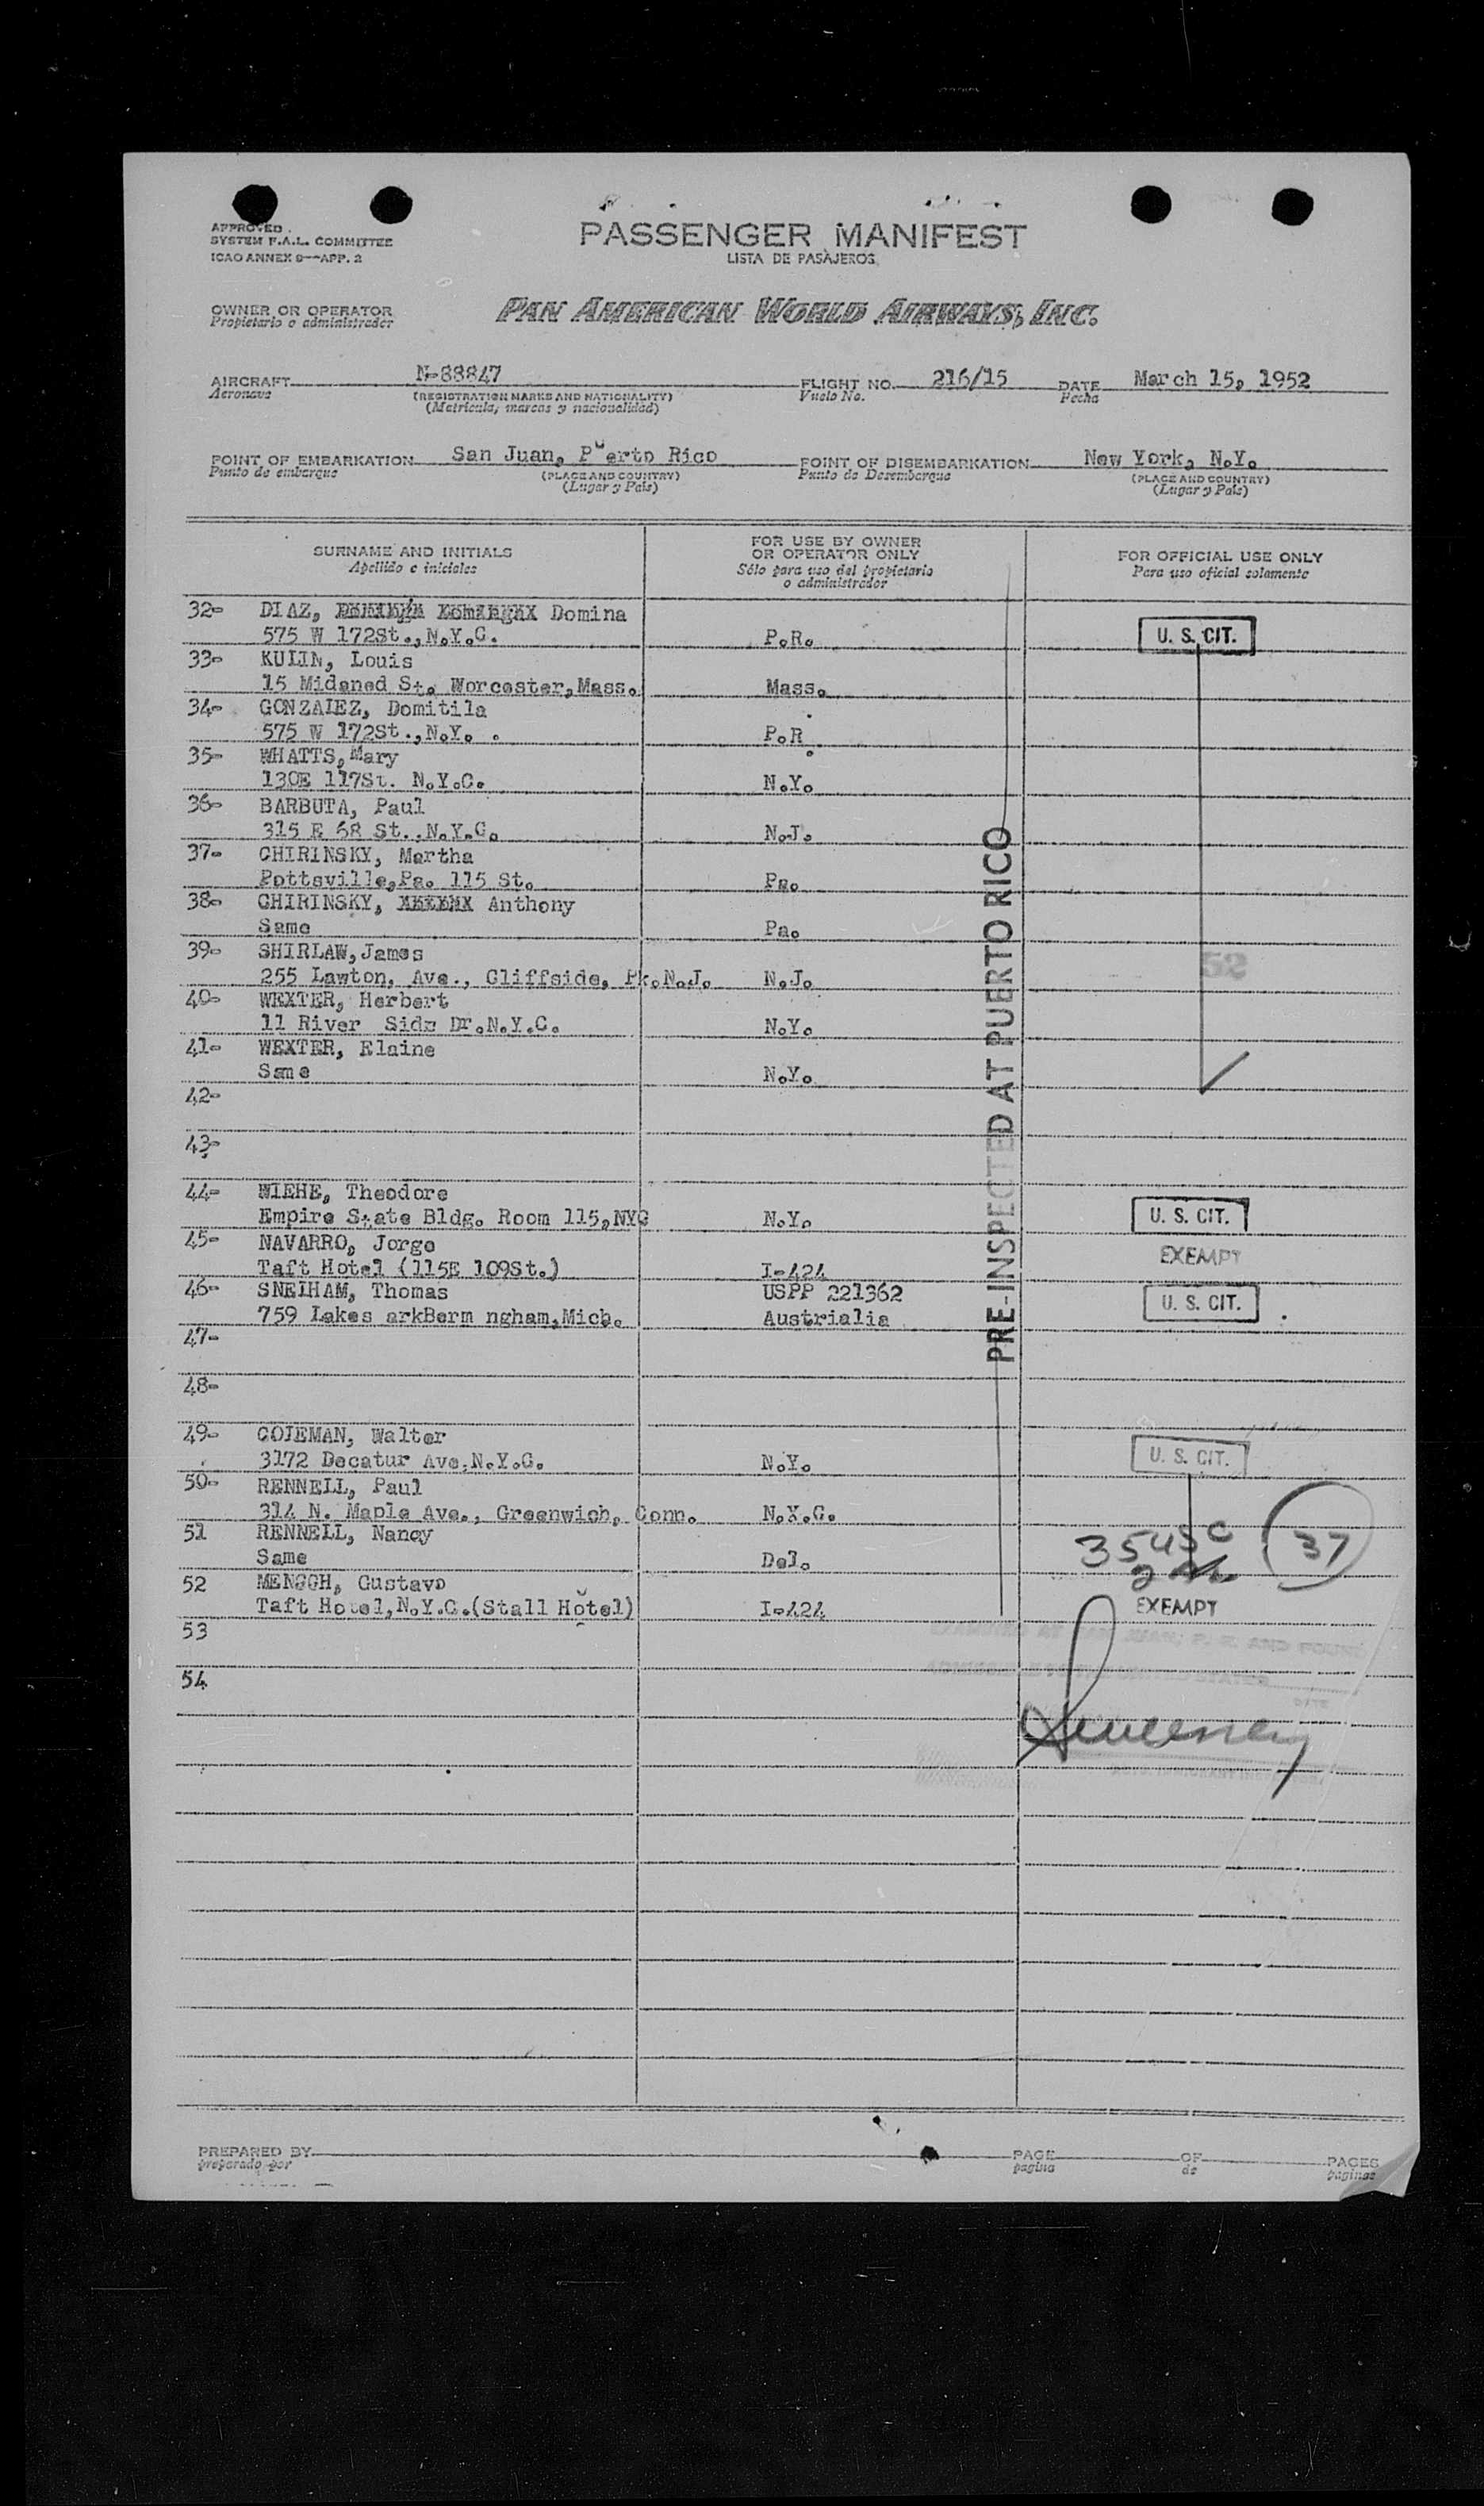 APPROVED
SYSTEM F.A.L. COMMITTEE
ICAO ANNEX 9—APP. 2
PASSENGER MANIFEST
LISTA DE PASAJEROS
OWNER OR OPERATOR
Propietario o administrador
PAN AMERICAN WORLD AIRWAYS, INC.
AIRCRAFT N-88847 FLIGHT NO. 216/15 DATE March 15, 1952
Aeronave (REGISTRATION MARKS AND NATIONALITY) Vuelo No. Fecha
(Matrícula, marcas y nacionalidad)
POINT OF EMBARKATION San Juan, Puerto Rico POINT OF DISEMBARKATION New York, N.Y.
Punto de embarque (PLACE AND COUNTRY) Punto de Desembarque (PLACE AND COUNTRY)
(Lugar y País) (Lugar y País)
SURNAME AND INITIALS FOR USE BY OWNER OR OPERATOR ONLY FOR OFFICIAL USE ONLY
Apellido e iniciales Sólo para uso del propietario o administrador Para uso oficial solamente
32- DIAZ, Domina
575 W 172St.,N.Y.C. P.R. U. S. CIT.
33- KULIN, Louis
15 Midaned St. Worcester,Mass. Mass.
34- GONZALEZ, Domitila
575 W 172St.,N.Y. . P.R.
35- WHATTS, Mary
130E 117St. N.Y.C. N.Y.
36- BARBUTA, Paul
315 E 68 St.,N.Y.C. N.J.
37- CHIRINSKY, Martha
Pottsville,Pa. 115 St. Pa.
38- CHIRINSKY, Anthony
Same Pa.
39- SHIRLAW,James
255 Lawton, Ave., Cliffside, Pk.N.J. N.J.
52
40- WEXTER, Herbert
11 River Side Dr.N.Y.C. N.Y.
41- WEXTER, Elaine
Same N.Y.
42-
43-
PRE-INSPECTED AT PUERTO RICO
44- WIEHE, Theodore
Empire State Bldg. Room 115,NYC N.Y. U. S. CIT.
45- NAVARRO, Jorge EXEMPT
Taft Hotel (115E 109St.) I-424
46- SNELHAM, Thomas USPP 221362 U. S. CIT.
759 Lakes arkBerm ngham,Mich. Austrialia
47-
48-
49- COLEMAN, Walter
3172 Decatur Ave.N.Y.C. N.Y. U. S. CIT.
50- RENNELL, Paul
314 N. Maple Ave., Greenwich, Conn. N.Y.C.
51 RENNELL, Nancy 37
Same Del.
52 MENOCH, Gustavo
Taft Hotel,N.Y.C.(Stall Hotel) I-424 EXEMPT
53
54
Sweeney
PREPARED BY PAGE OF PAGES
preparado por pagina de paginas